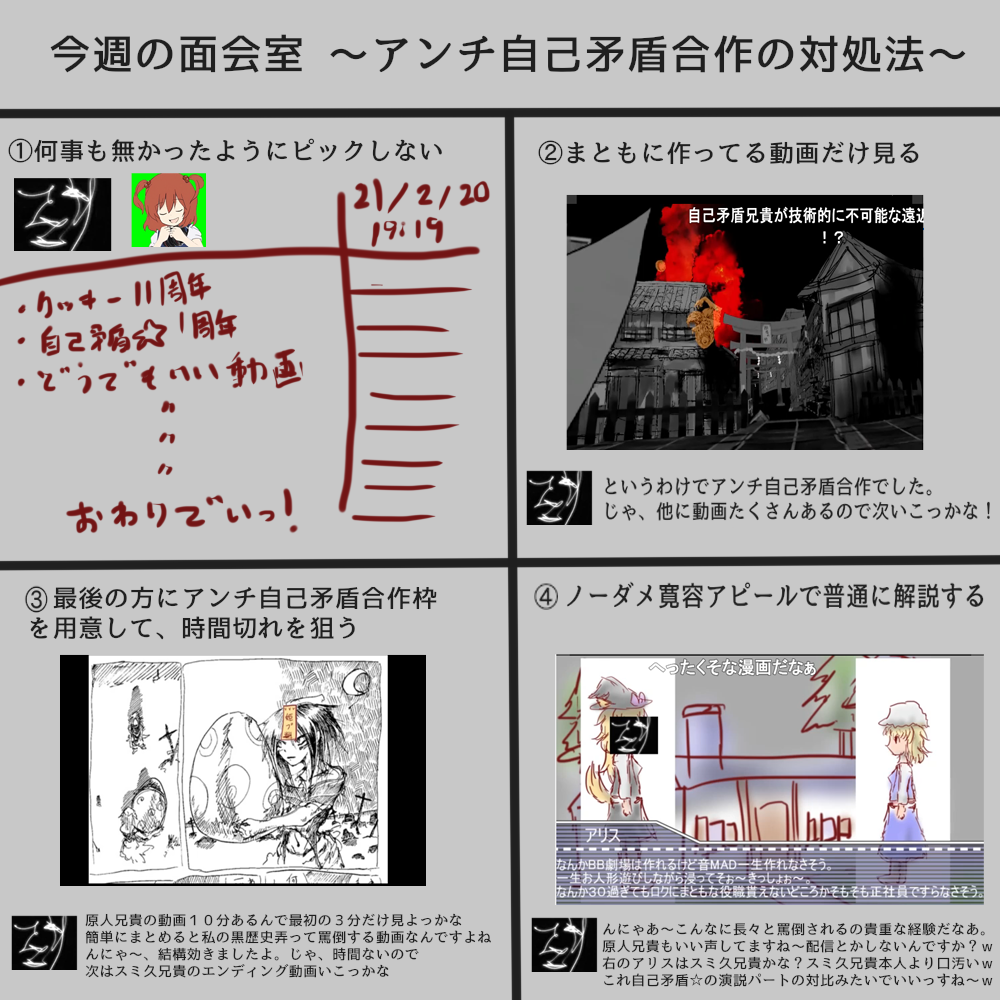 今週の面会室 ～アンチ自己矛盾合作の対処法～
①何事も無かったようにピックしない
21/2/20
19:19
・クッキー11周年
・自己矛盾☆1周年
・どうでもいい動画
〃
〃
〃
おわりでいっ!
②まともに作ってる動画だけ見る
自己矛盾兄貴が技術的に不可能な遠近
！？
というわけでアンチ自己矛盾合作でした。
じゃ、他に動画たくさんあるので次いこっかな！
③最後の方にアンチ自己矛盾合作枠
を用意して、時間切れを狙う
原人兄貴の動画１０分あるんで最初の３分だけ見よっかな
簡単にまとめると私の黒歴史弄って罵倒する動画なんですよね
んにゃ～、結構効きましたよ。じゃ、時間ないので
次はスミ久兄貴のエンディング動画いこっかな
④ノーダメ寛容アピールで普通に解説する
へったくそな漫画だなぁ
アリス
なんかBB劇場は作れるけど音MAD一生作れなさそう。
一生お人形遊びしながら浸ってそぉ～きっしょぉ～。
なんか30過ぎてもロクにまともな役職貰えないどころかそもそも正社員ですらなさそう。
んにゃあ～こんなに長々と罵倒されるの貴重な経験だなあ。
原人兄貴もいい声してますね～配信とかしないんですか？ｗ
右のアリスはスミ久兄貴かな？スミ久兄貴本人より口汚いｗ
これ自己矛盾☆の演説パートの対比みたいでいいっすね～ｗ